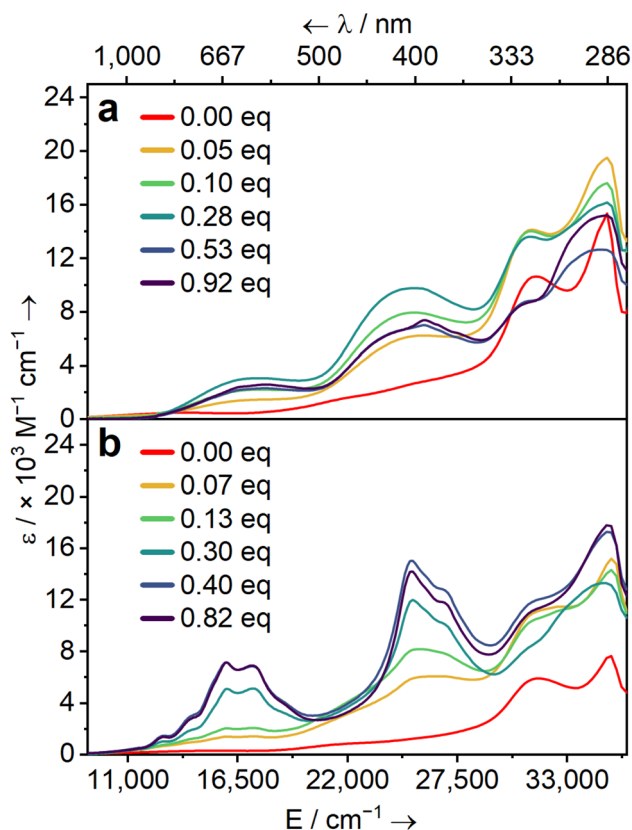 ← λ / nm
1,000 667 500 400 333 286
a
24
20
16
12
8
4
0
0.00 eq
0.05 eq
0.10 eq
0.28 eq
0.53 eq
0.92 eq
ε / × 10³ M⁻¹ cm⁻¹ →
b
24
20
16
12
8
4
0
0.00 eq
0.07 eq
0.13 eq
0.30 eq
0.40 eq
0.82 eq
11,000 16,500 22,000 27,500 33,000
E / cm⁻¹ →